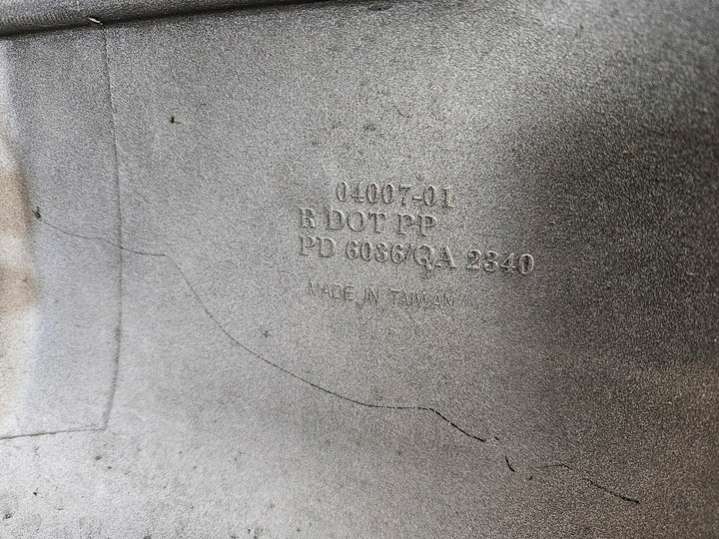 04007-01
R DOT PP
PD 6036/QA 2340
MADE IN TAIWAN